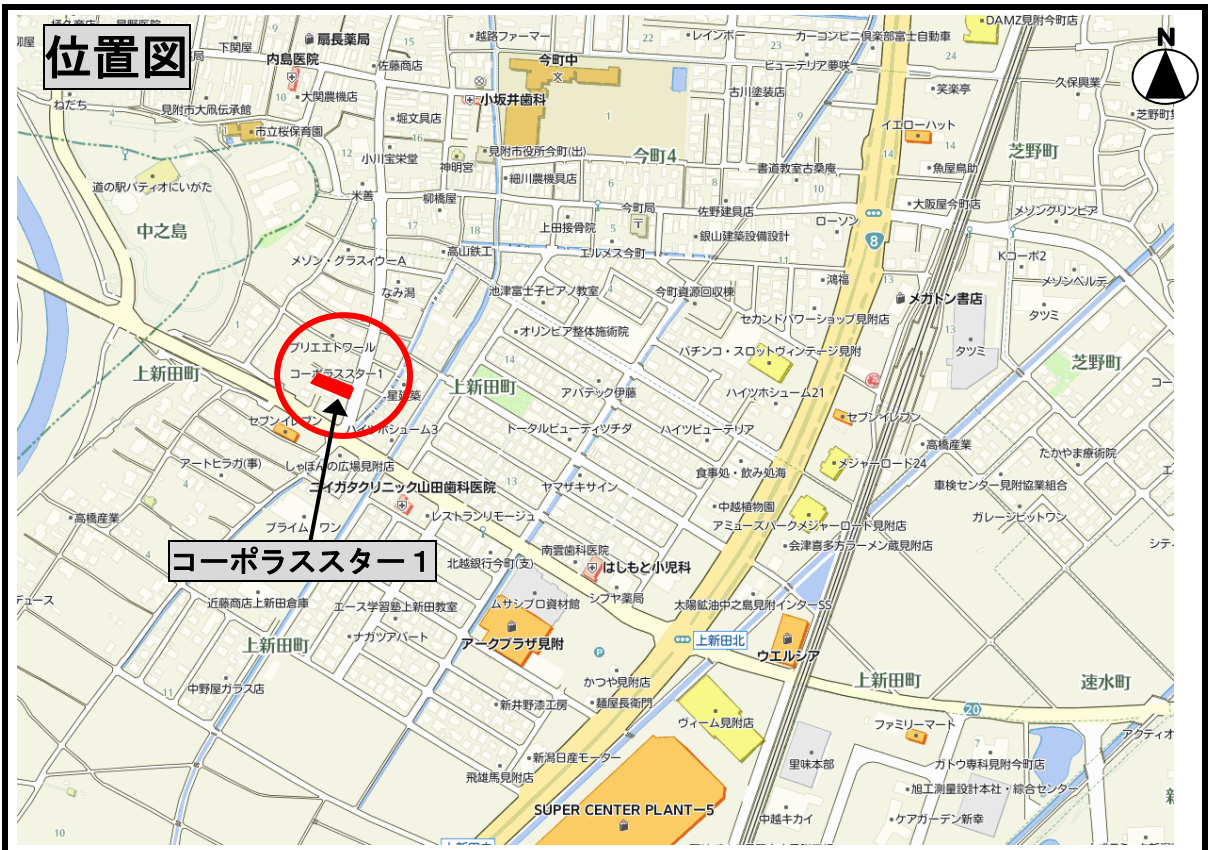 位置図
N
DAMZ見附今町店
扇長薬局
越路ファーマー
レインボー
カーコンビニ倶楽部富士自動車
下関屋
内島医院
佐藤商店
今町中
ビューテリア夢咲
久保興業
笑楽亭
ねだち
大関農機店
小坂井歯科
古川塗装店
見附市大凧伝承館
堀文具店
イエローハット
市立桜保育園
小川宝栄堂
神明宮
見附市役所今町(出)
今町4
芝野町
道の駅パティオにいがた
細川農機具店
書道教室古桑庵
魚屋鳥助
米善
柳橋屋
今町局
佐野建具店
ローソン
大阪屋今町店
メゾングリンピア
中之島
上田接骨院
銀山建築設備設計
8
メゾン・グラスィウーA
高山鉄工
エルメス今町
Kコーポ2
メゾンベルデ
なみ潟
池津富士子ピアノ教室
今町資源回収棟
鴻福
メガトン書店
タツミ
オリンピア整体施術院
セカンドパワーショップ見附店
プリエエドワール
パチンコ・スロットヴィンテージ見附
タツミ
芝野町
上新田町
コーポラススター1
上新田町
星建築
アパテック伊藤
ハイツホシューム21
セブンイレブン
ハイツホシューム3
トータルビューティツチダ
ハイツビューテリア
セブンイレブン
高橋産業
たかやま療術院
アートヒラガ(事)
しゃぼんの広場見附店
食事処・飲み処海
メジャーロード24
ニイガタクリニック山田歯科医院
ヤマザキサイン
車検センター見附協業組合
高橋産業
レストランリモージュ
中越植物園
ガレージビットワン
アミューズパークメジャーロード見附店
コーポラススター１
北越銀行今町(支)
南雲歯科医院
はしもと小児科
会津喜多方ラーメン蔵見附店
近藤商店上新田倉庫
エース学習塾上新田教室
ムサシプロ資材館
シブヤ薬局
太陽鉱油中之島見附インターSS
上新田町
ナガツアパート
アークプラザ見附
上新田北
ウエルシア
中野屋ガラス店
かつや見附店
上新田町
速水町
新井野漆工房
麺屋長衛門
ヴィーム見附店
20
ファミリーマート
アクティオ
新潟日産モーター
里味本部
ガトウ専科見附今町店
飛雄馬見附店
旭工測量設計本社・綜合センター
SUPER CENTER PLANT-5
中越キカイ
ケアガーデン新幸